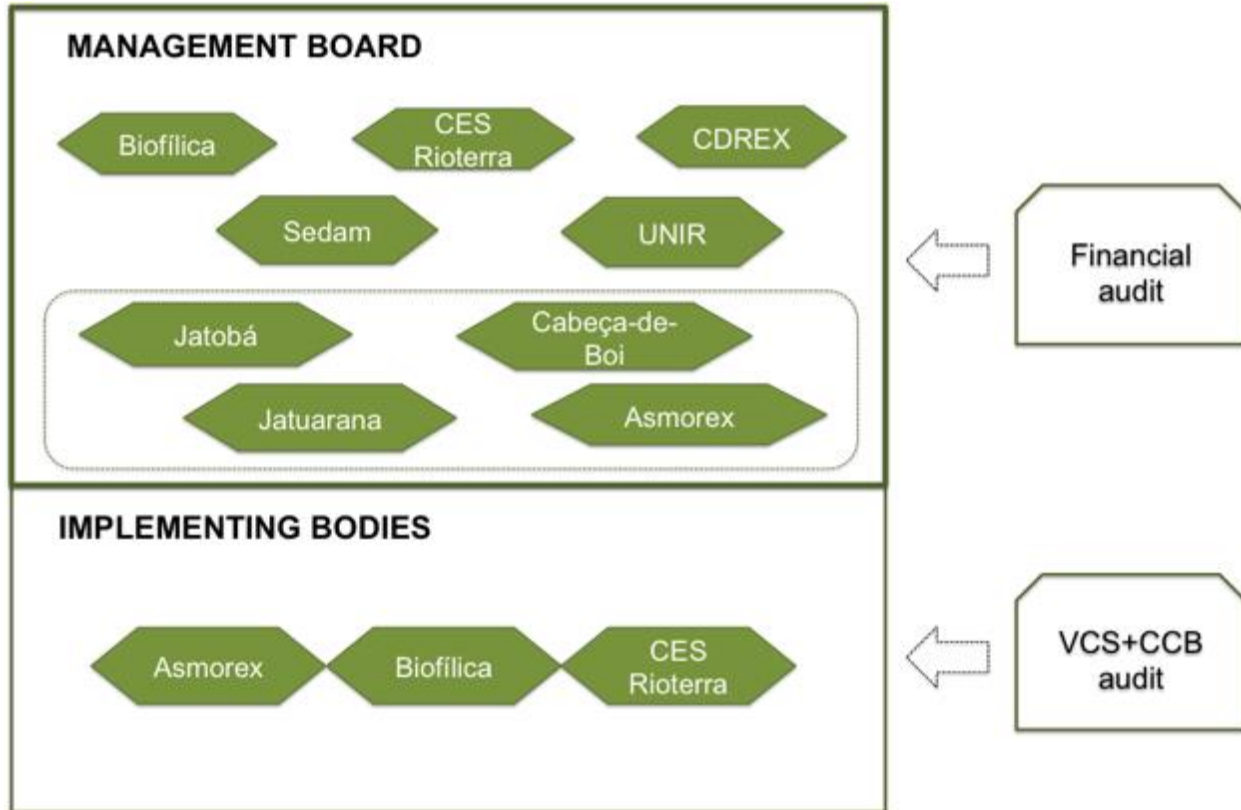 MANAGEMENT BOARD
Biofílica
CES
Rioterra
CDREX
Sedam
UNIR
Jatobá
Cabeça-de-
Boi
Jatuarana
Asmorex
Financial
audit
IMPLEMENTING BODIES
Asmorex
Biofílica
CES
Rioterra
VCS+CCB
audit